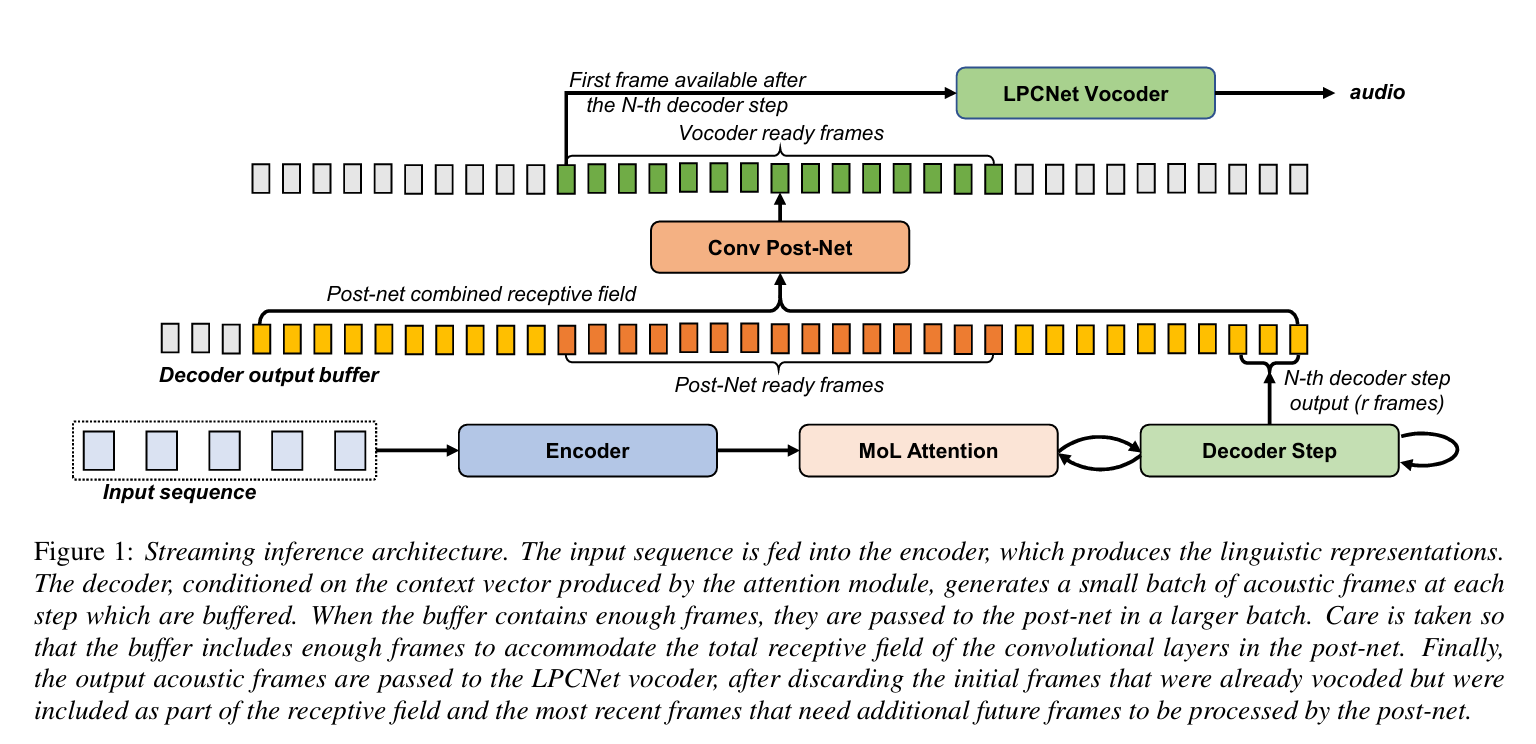 First frame available after
the N-th decoder step
LPCNet Vocoder
audio
Vocoder ready frames
Conv Post-Net
Post-net combined receptive field
Decoder output buffer
Post-Net ready frames
N-th decoder step
output (r frames)
Encoder
MoL Attention
Decoder Step
Input sequence
Figure 1: Streaming inference architecture. The input sequence is fed into the encoder, which produces the linguistic representations.
The decoder, conditioned on the context vector produced by the attention module, generates a small batch of acoustic frames at each
step which are buffered. When the buffer contains enough frames, they are passed to the post-net in a larger batch. Care is taken so
that the buffer includes enough frames to accommodate the total receptive field of the convolutional layers in the post-net. Finally,
the output acoustic frames are passed to the LPCNet vocoder, after discarding the initial frames that were already vocoded but were
included as part of the receptive field and the most recent frames that need additional future frames to be processed by the post-net.